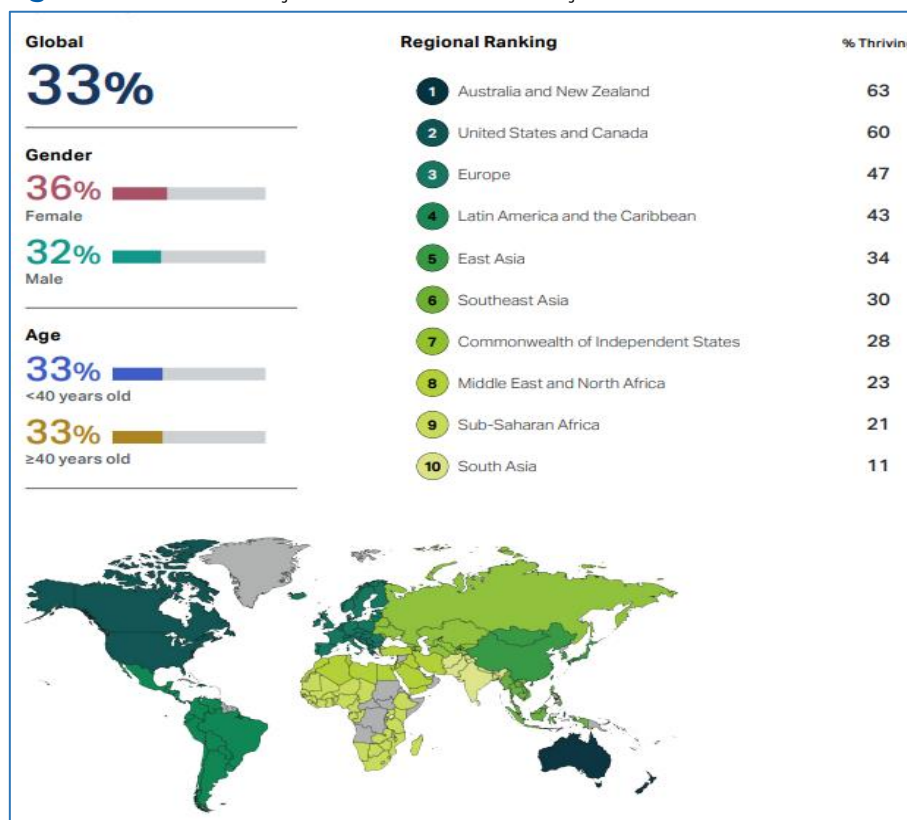 Global
33%
Gender
36%
Female
32%
Male
Age
33%
<40 years old
33%
≥40 years old
Regional Ranking % Thriving
1 Australia and New Zealand 63
2 United States and Canada 60
3 Europe 47
4 Latin America and the Caribbean 43
5 East Asia 34
6 Southeast Asia 30
7 Commonwealth of Independent States 28
8 Middle East and North Africa 23
9 Sub-Saharan Africa 21
10 South Asia 11